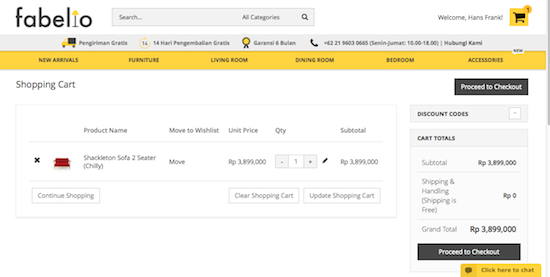 fabelio
Search...
All Categories
Welcome, Hans Frank!
1
Pengiriman Gratis
14
14 Hari Pengembalian Gratis
Garansi 6 Bulan
+62 21 9603 0665 (Senin-Jumat: 10.00-18.00) | Hubungi Kami
NEW ARRIVALS
FURNITURE
LIVING ROOM
DINING ROOM
BEDROOM
ACCESSORIES
NEW
Shopping Cart
Proceed to Checkout
Product Name
Move to Wishlist
Unit Price
Qty
Subtotal
Shackleton Sofa 2 Seater
(Chilly)
Move
Rp 3,899,000
- 1 +
Rp 3,899,000
Continue Shopping
Clear Shopping Cart
Update Shopping Cart
DISCOUNT CODES
CART TOTALS
Subtotal Rp 3,899,000
Shipping &
Handling
(Shipping is
Free)
Rp 0
Grand Total Rp 3,899,000
Proceed to Checkout
Click here to chat